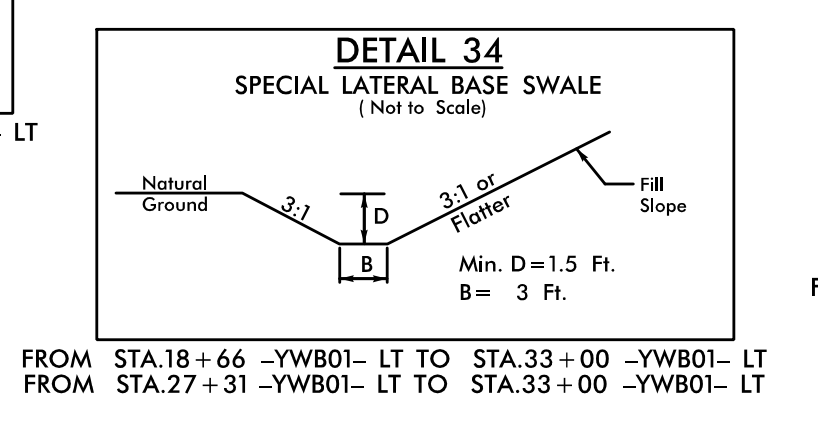 DETAIL 34
SPECIAL LATERAL BASE SWALE
( Not to Scale)
- LT
Natural
Ground
3:1
D
3:1 or
Flatter
Fill
Slope
B
Min. D=1.5 Ft.
B= 3 Ft.
FROM STA.18+66 -YWB01- LT TO STA.33+00 -YWB01- LT
FROM STA.27+31 -YWB01- LT TO STA.33+00 -YWB01- LT